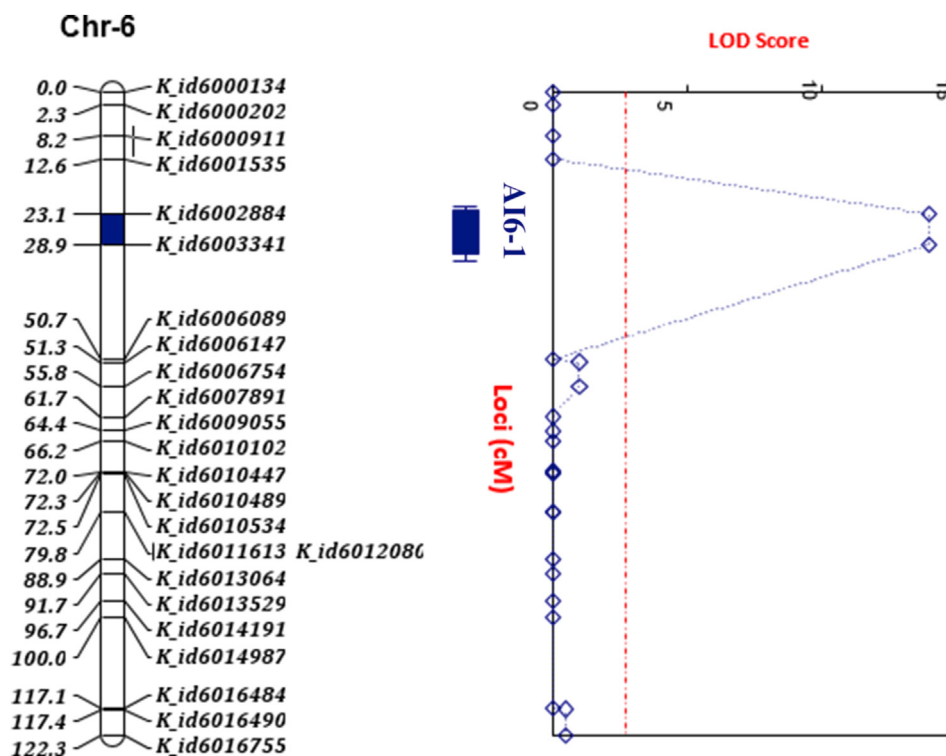 Chr-6
LOD Score
0.0 K_id6000134
2.3 K_id6000202
8.2 K_id6000911
12.6 K_id6001535
23.1 K_id6002884
28.9 K_id6003341
50.7 K_id6006089
51.3 K_id6006147
55.8 K_id6006754
61.7 K_id6007891
64.4 K_id6009055
66.2 K_id6010102
72.0 K_id6010447
72.3 K_id6010489
72.5 K_id6010534
79.8 K_id6011613 K_id6012080
88.9 K_id6013064
91.7 K_id6013529
96.7 K_id6014191
100.0 K_id6014987
117.1 K_id6016484
117.4 K_id6016490
122.3 K_id6016755
AI6-1
0 5 10
Loci (cM)